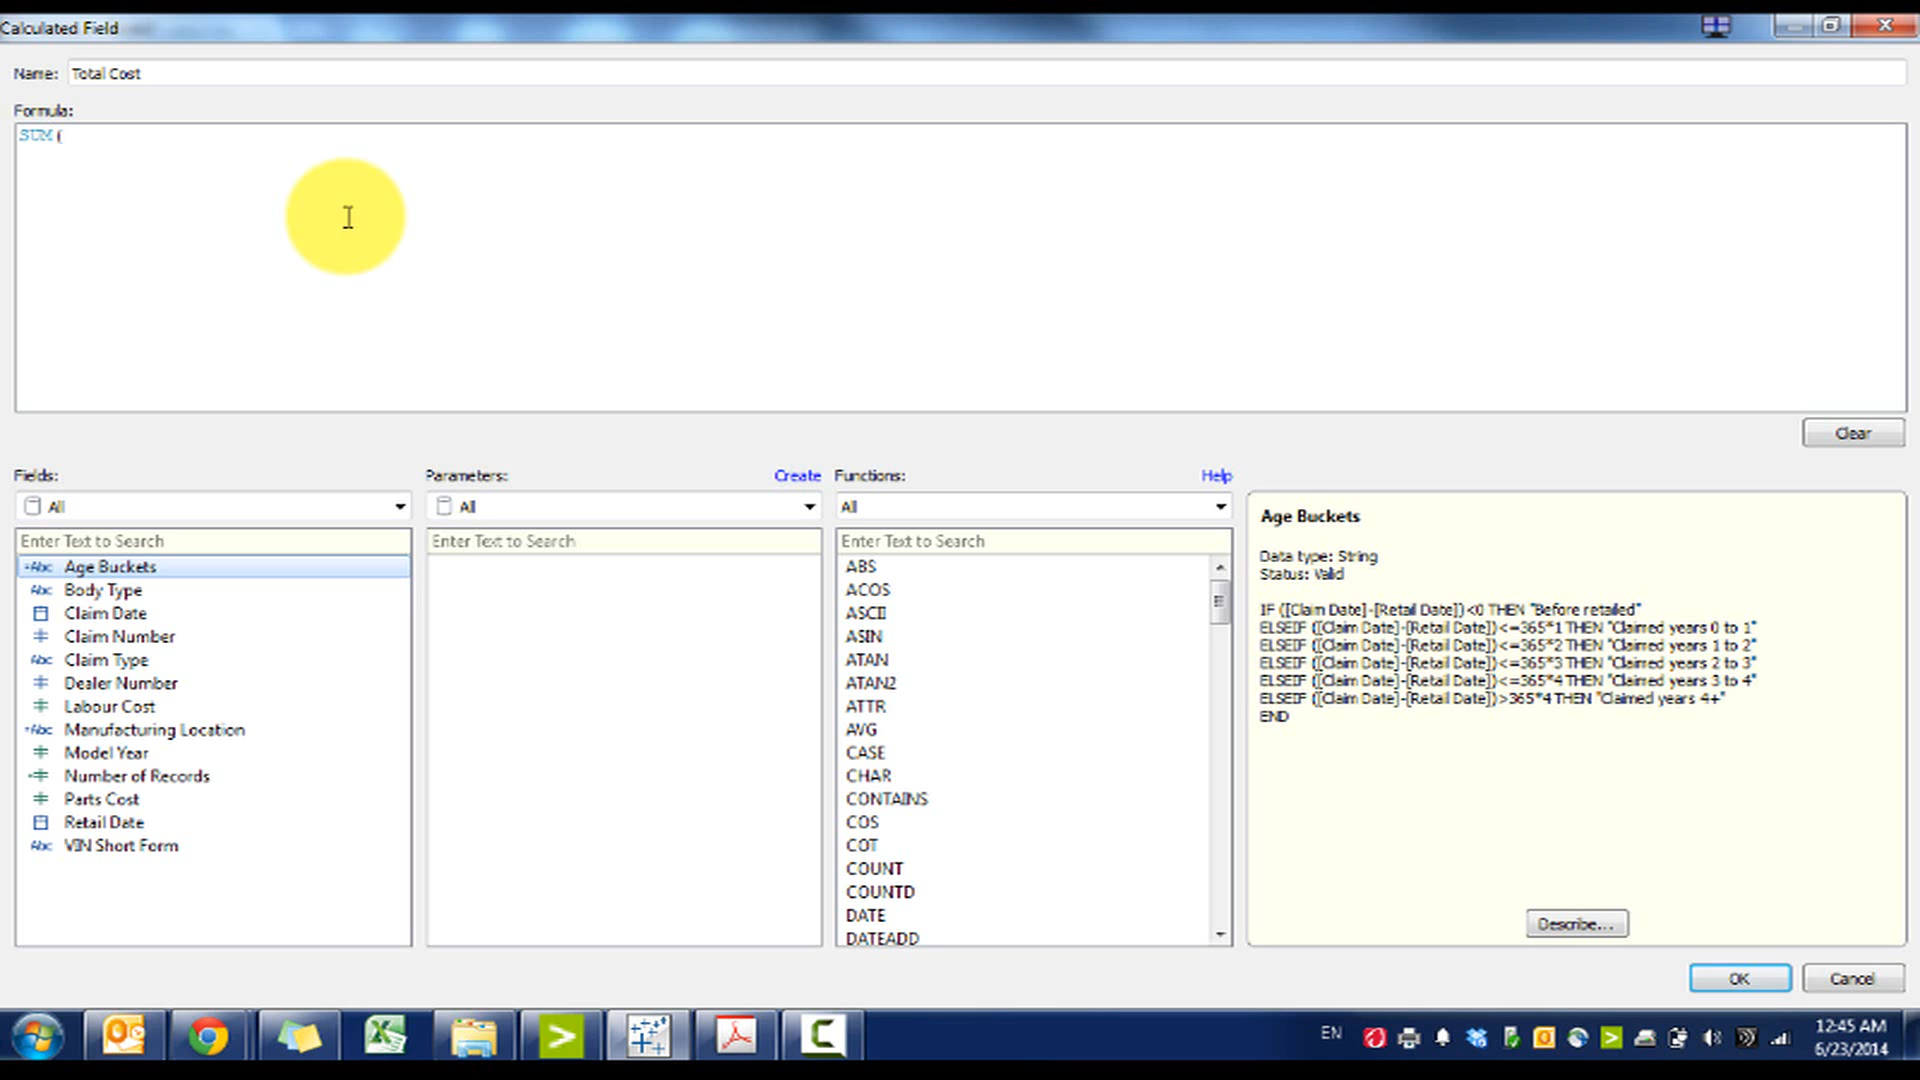 Calculated Field
Name: Total Cost
Formula:
SUM (
Clear
Fields:
Parameters:
Create
Functions:
Help
All
All
All
Enter Text to Search
Enter Text to Search
Enter Text to Search
=Abc Age Buckets
Abc Body Type
Claim Date
# Claim Number
Abc Claim Type
# Dealer Number
# Labour Cost
=Abc Manufacturing Location
# Model Year
=# Number of Records
# Parts Cost
Retail Date
Abc VIN Short Form
ABS
ACOS
ASCII
ASIN
ATAN
ATAN2
ATTR
AVG
CASE
CHAR
CONTAINS
COS
COT
COUNT
COUNTD
DATE
DATEADD
Age Buckets
Data type: String
Status: Valid
IF ([Claim Date]-[Retail Date])<0 THEN "Before retailed"
ELSEIF ([Claim Date]-[Retail Date])<=365*1 THEN "Claimed years 0 to 1"
ELSEIF ([Claim Date]-[Retail Date])<=365*2 THEN "Claimed years 1 to 2"
ELSEIF ([Claim Date]-[Retail Date])<=365*3 THEN "Claimed years 2 to 3"
ELSEIF ([Claim Date]-[Retail Date])<=365*4 THEN "Claimed years 3 to 4"
ELSEIF ([Claim Date]-[Retail Date])>365*4 THEN "Claimed years 4+"
END
Describe...
OK
Cancel
EN
12:45 AM
6/23/2014